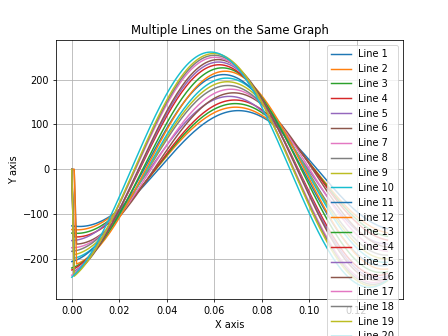 Multiple Lines on the Same Graph
Y axis
200
100
0
−100
−200
0.00
0.02
0.04
0.06
0.08
0.10
X axis
Line 1
Line 2
Line 3
Line 4
Line 5
Line 6
Line 7
Line 8
Line 9
Line 10
Line 11
Line 12
Line 13
Line 14
Line 15
Line 16
Line 17
Line 18
Line 19
Line 20